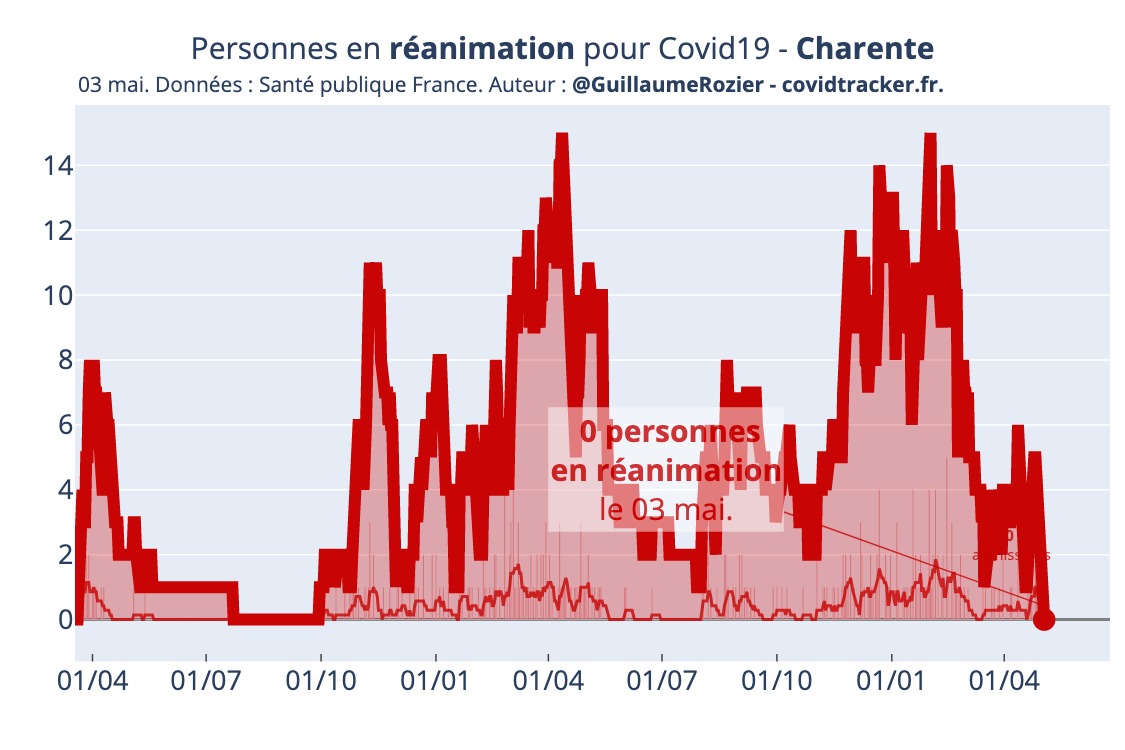 Personnes en réanimation pour Covid19 - Charente
03 mai. Données : Santé publique France. Auteur : @GuillaumeRozier - covidtracker.fr.
14
12
10
8
6
4
2
0
0 personnes
en réanimation
le 03 mai.
0
01/04 01/07 01/10 01/01 01/04 01/07 01/10 01/01 01/04